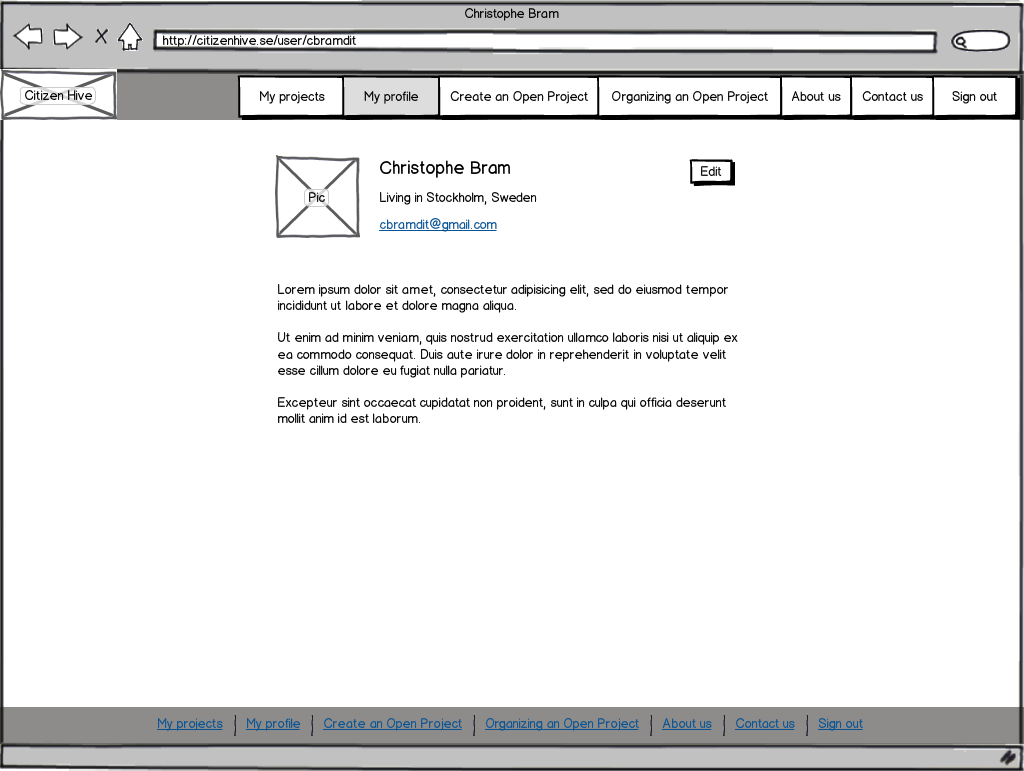 Christophe Bram
http://citizenhive.se/user/cbramdit
Citizen Hive
My projects
My profile
Create an Open Project
Organizing an Open Project
About us
Contact us
Sign out
Pic
Christophe Bram
Edit
Living in Stockholm, Sweden
cbramdit@gmail.com
Lorem ipsum dolor sit amet, consectetur adipisicing elit, sed do eiusmod tempor
incididunt ut labore et dolore magna aliqua.
Ut enim ad minim veniam, quis nostrud exercitation ullamco laboris nisi ut aliquip ex
ea commodo consequat. Duis aute irure dolor in reprehenderit in voluptate velit
esse cillum dolore eu fugiat nulla pariatur.
Excepteur sint occaecat cupidatat non proident, sunt in culpa qui officia deserunt
mollit anim id est laborum.
My projects
My profile
Create an Open Project
Organizing an Open Project
About us
Contact us
Sign out